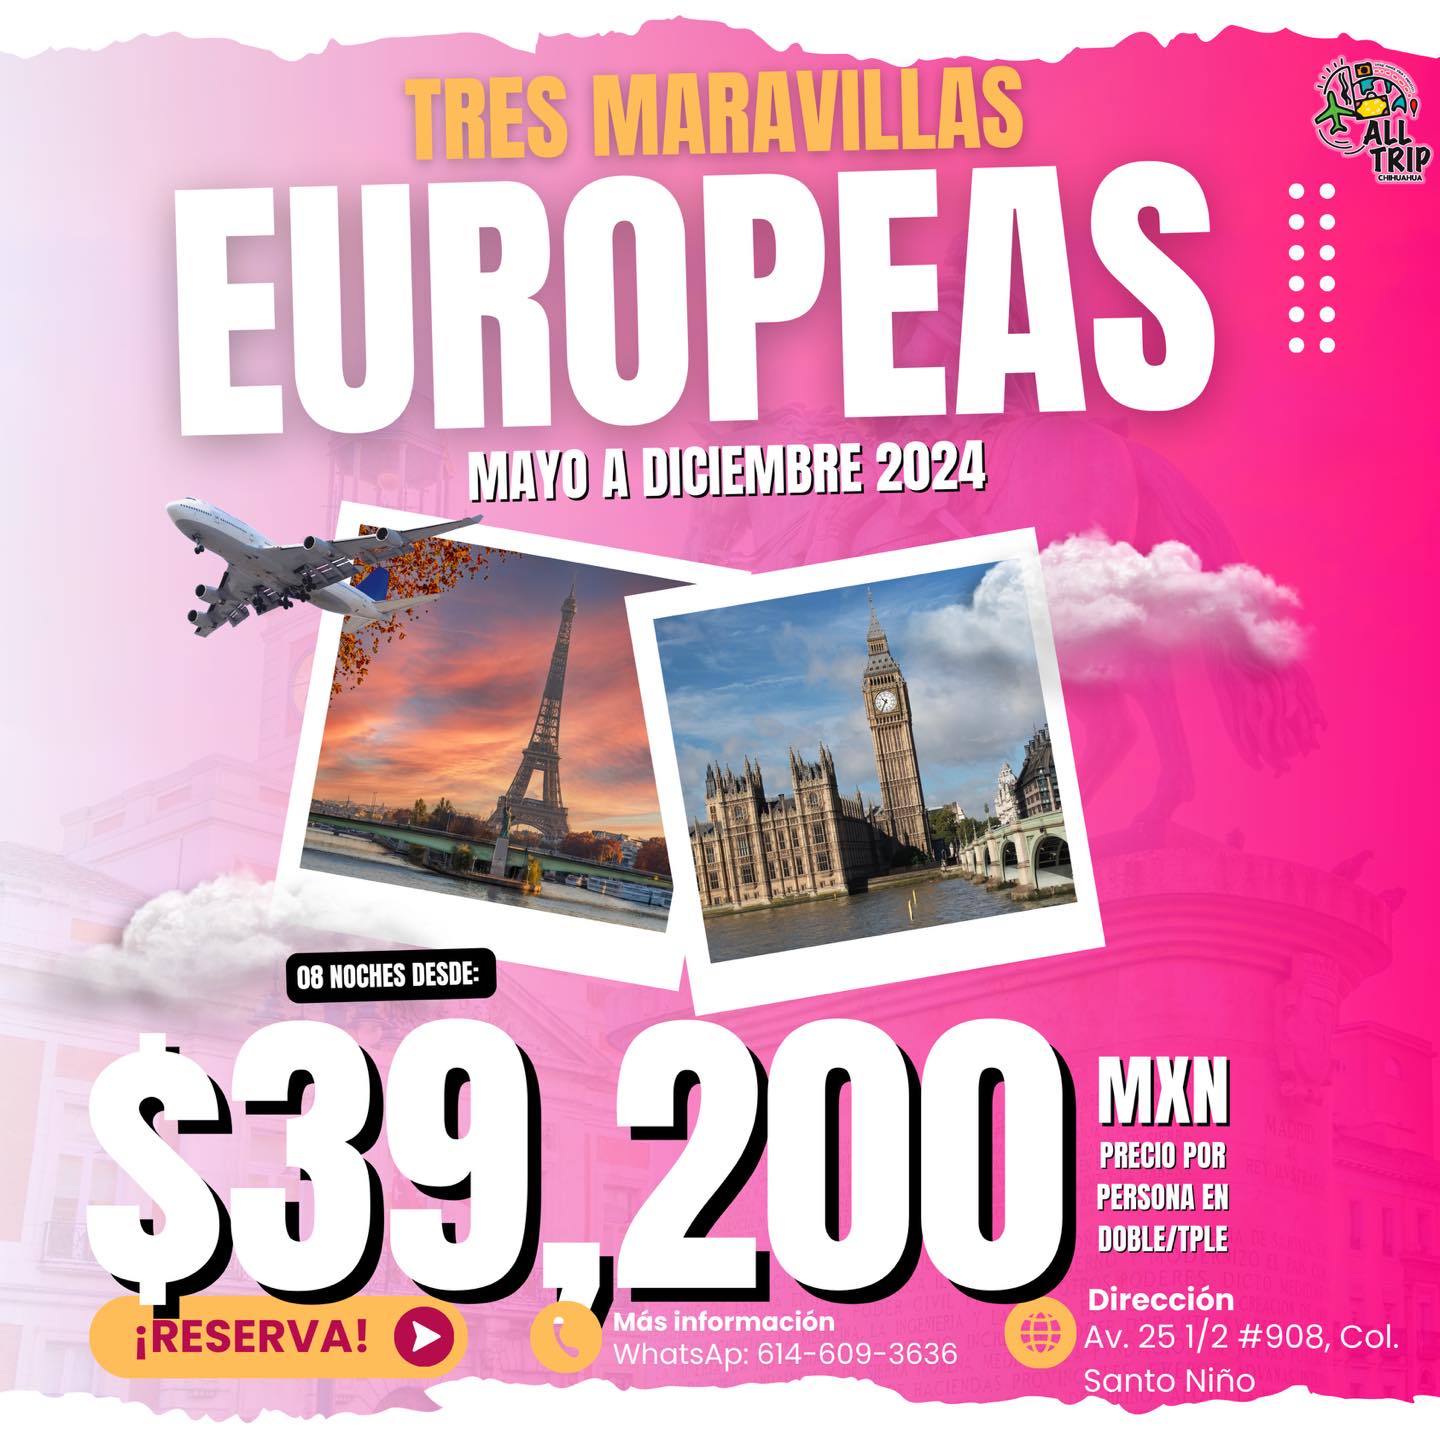 TRES MARAVILLAS
EUROPEAS
MAYO A DICIEMBRE 2024
ALL
TRIP
CHIHUAHUA
08 NOCHES DESDE:
$39,200
MXN
PRECIO POR
PERSONA EN
DOBLE/TPLE
¡RESERVA!
Más información
WhatsAp: 614-609-3636
Dirección
Av. 25 1/2 #908, Col.
Santo Niño